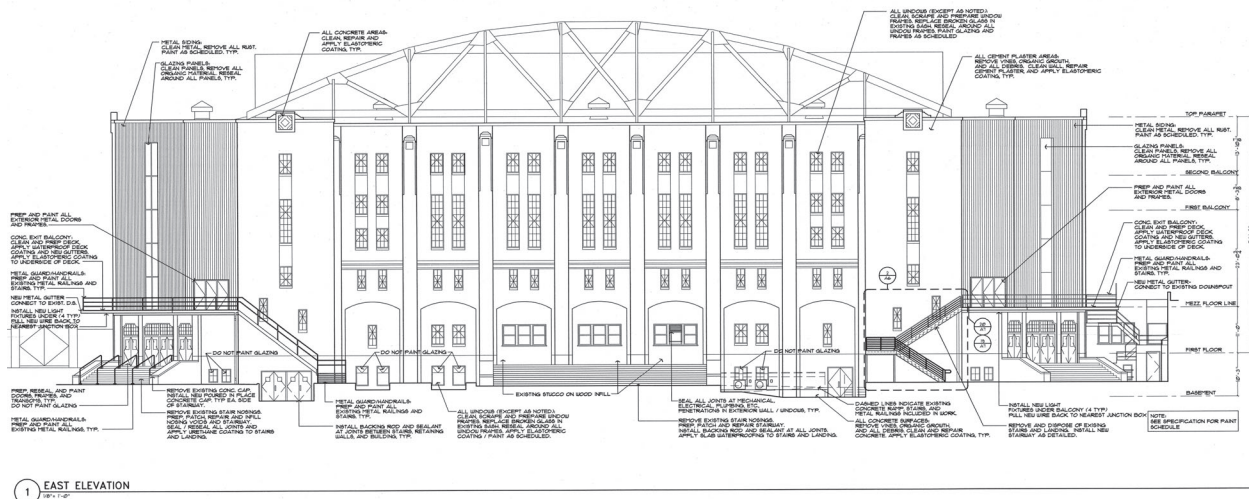 METAL SIDING:
CLEAN METAL, REMOVE ALL RUST.
PAINT AS SCHEDULED, TYP.
GLAZING PANELS:
CLEAN PANELS, REMOVE ALL
ORGANIC MATERIAL. RESEAL
AROUND ALL PANELS, TYP.
ALL CONCRETE AREAS:
CLEAN, REPAIR AND
APPLY ELASTOMERIC
COATING, TYP.
ALL WINDOWS (EXCEPT AS NOTED):
CLEAN, SCRAPE AND PREPARE WINDOW
FRAMES. REPLACE BROKEN GLASS IN
EXISTING SASH. RESEAL AROUND ALL
WINDOW FRAMES. PAINT GLAZING AND
FRAMES AS SCHEDULED
ALL CEMENT PLASTER AREAS:
REMOVE VINES, ORGANIC GROWTH,
AND ALL DEBRIS. CLEAN WALL, REPAIR
CEMENT PLASTER, AND APPLY ELASTOMERIC
COATING, TYP.
TOP PARAPET
METAL SIDING:
CLEAN METAL, REMOVE ALL RUST.
PAINT AS SCHEDULED, TYP.
GLAZING PANELS:
CLEAN PANELS, REMOVE ALL
ORGANIC MATERIAL. RESEAL
AROUND ALL PANELS, TYP.
SECOND BALCONY
PREP AND PAINT ALL
EXTERIOR METAL DOORS
AND FRAMES.
FIRST BALCONY
CONC. EXIT BALCONY:
CLEAN AND PREP DECK,
APPLY WATERPROOF DECK
COATING AND NEW GUTTERS.
APPLY ELASTOMERIC COATING
TO UNDERSIDE OF DECK.
METAL GUARD/HANDRAILS:
PREP AND PAINT ALL
EXISTING METAL RAILINGS AND
STAIRS, TYP.
NEW METAL GUTTER-
CONNECT TO EXISTING DOWNSPOUT
MEZZ. FLOOR LINE
FIRST FLOOR
BASEMENT
PREP AND PAINT ALL
EXTERIOR METAL DOORS
AND FRAMES.
CONC. EXIT BALCONY:
CLEAN AND PREP DECK,
APPLY WATERPROOF DECK
COATING AND NEW GUTTERS.
APPLY ELASTOMERIC COATING
TO UNDERSIDE OF DECK.
METAL GUARD/HANDRAILS:
PREP AND PAINT ALL
EXISTING METAL RAILINGS AND
STAIRS, TYP.
NEW METAL GUTTER
CONNECT TO EXIST. D.S.
INSTALL NEW LIGHT
FIXTURES UNDER (4 TYP)
PULL NEW WIRE BACK TO
NEAREST JUNCTION BOX
DO NOT PAINT GLAZING
DO NOT PAINT GLAZING
DO NOT PAINT GLAZING
PREP, RESEAL, AND PAINT
DOORS, FRAMES, AND
TRANSOMS, TYP.
DO NOT PAINT GLAZING
METAL GUARD/HANDRAILS:
PREP AND PAINT ALL
EXISTING METAL RAILINGS, TYP.
REMOVE EXISTING CONC. CAP.
INSTALL NEW POURED IN PLACE
CONCRETE CAP, TYP EA. SIDE
OF STAIRWAY.
REMOVE EXISTING STAIR NOSINGS.
PREP, PATCH, REPAIR AND INFILL
NOSING VOIDS AND STAIRWAY.
SEAL / RESEAL ALL JOINTS AND
APPLY URETHANE COATING TO STAIRS
AND LANDING.
METAL GUARD/HANDRAILS:
PREP AND PAINT ALL
EXISTING METAL RAILINGS AND
STAIRS, TYP.
INSTALL BACKING ROD AND SEALANT
AT JOINTS BETWEEN STAIRS, RETAINING
WALLS, AND BUILDING, TYP.
ALL WINDOWS (EXCEPT AS NOTED):
CLEAN, SCRAPE AND PREPARE WINDOW
FRAMES. REPLACE BROKEN GLASS IN
EXISTING SASH. RESEAL AROUND ALL
WINDOW FRAMES. APPLY ELASTOMERIC
COATING / PAINT AS SCHEDULED.
EXISTING STUCCO ON WOOD INFILL
SEAL ALL JOINTS AT MECHANICAL,
ELECTRICAL, PLUMBING, ETC.
PENETRATIONS IN EXTERIOR WALL / WINDOWS, TYP.
REMOVE EXISTING STAIR NOSINGS.
PREP, PATCH AND REPAIR STAIRWAY.
INSTALL BACKING ROD AND SEALANT AT ALL JOINTS.
APPLY SLAB WATERPROOFING TO STAIRS AND LANDING.
DASHED LINES INDICATE EXISTING
CONCRETE RAMP, STAIRS, AND
METAL RAILINGS INCLUDED IN WORK.
ALL CONCRETE SURFACES:
REMOVE VINES, ORGANIC GROWTH,
AND ALL DEBRIS. CLEAN AND REPAIR
CONCRETE. APPLY ELASTOMERIC COATING, TYP.
INSTALL NEW LIGHT
FIXTURES UNDER BALCONY (4 TYP)
PULL NEW WIRE BACK TO NEAREST JUNCTION BOX
REMOVE AND DISPOSE OF EXISTING
STAIRS AND LANDING. INSTALL NEW
STAIRWAY AS DETAILED.
NOTE:
SEE SPECIFICATION FOR PAINT
SCHEDULE
1 EAST ELEVATION
1/8" = 1'-0"